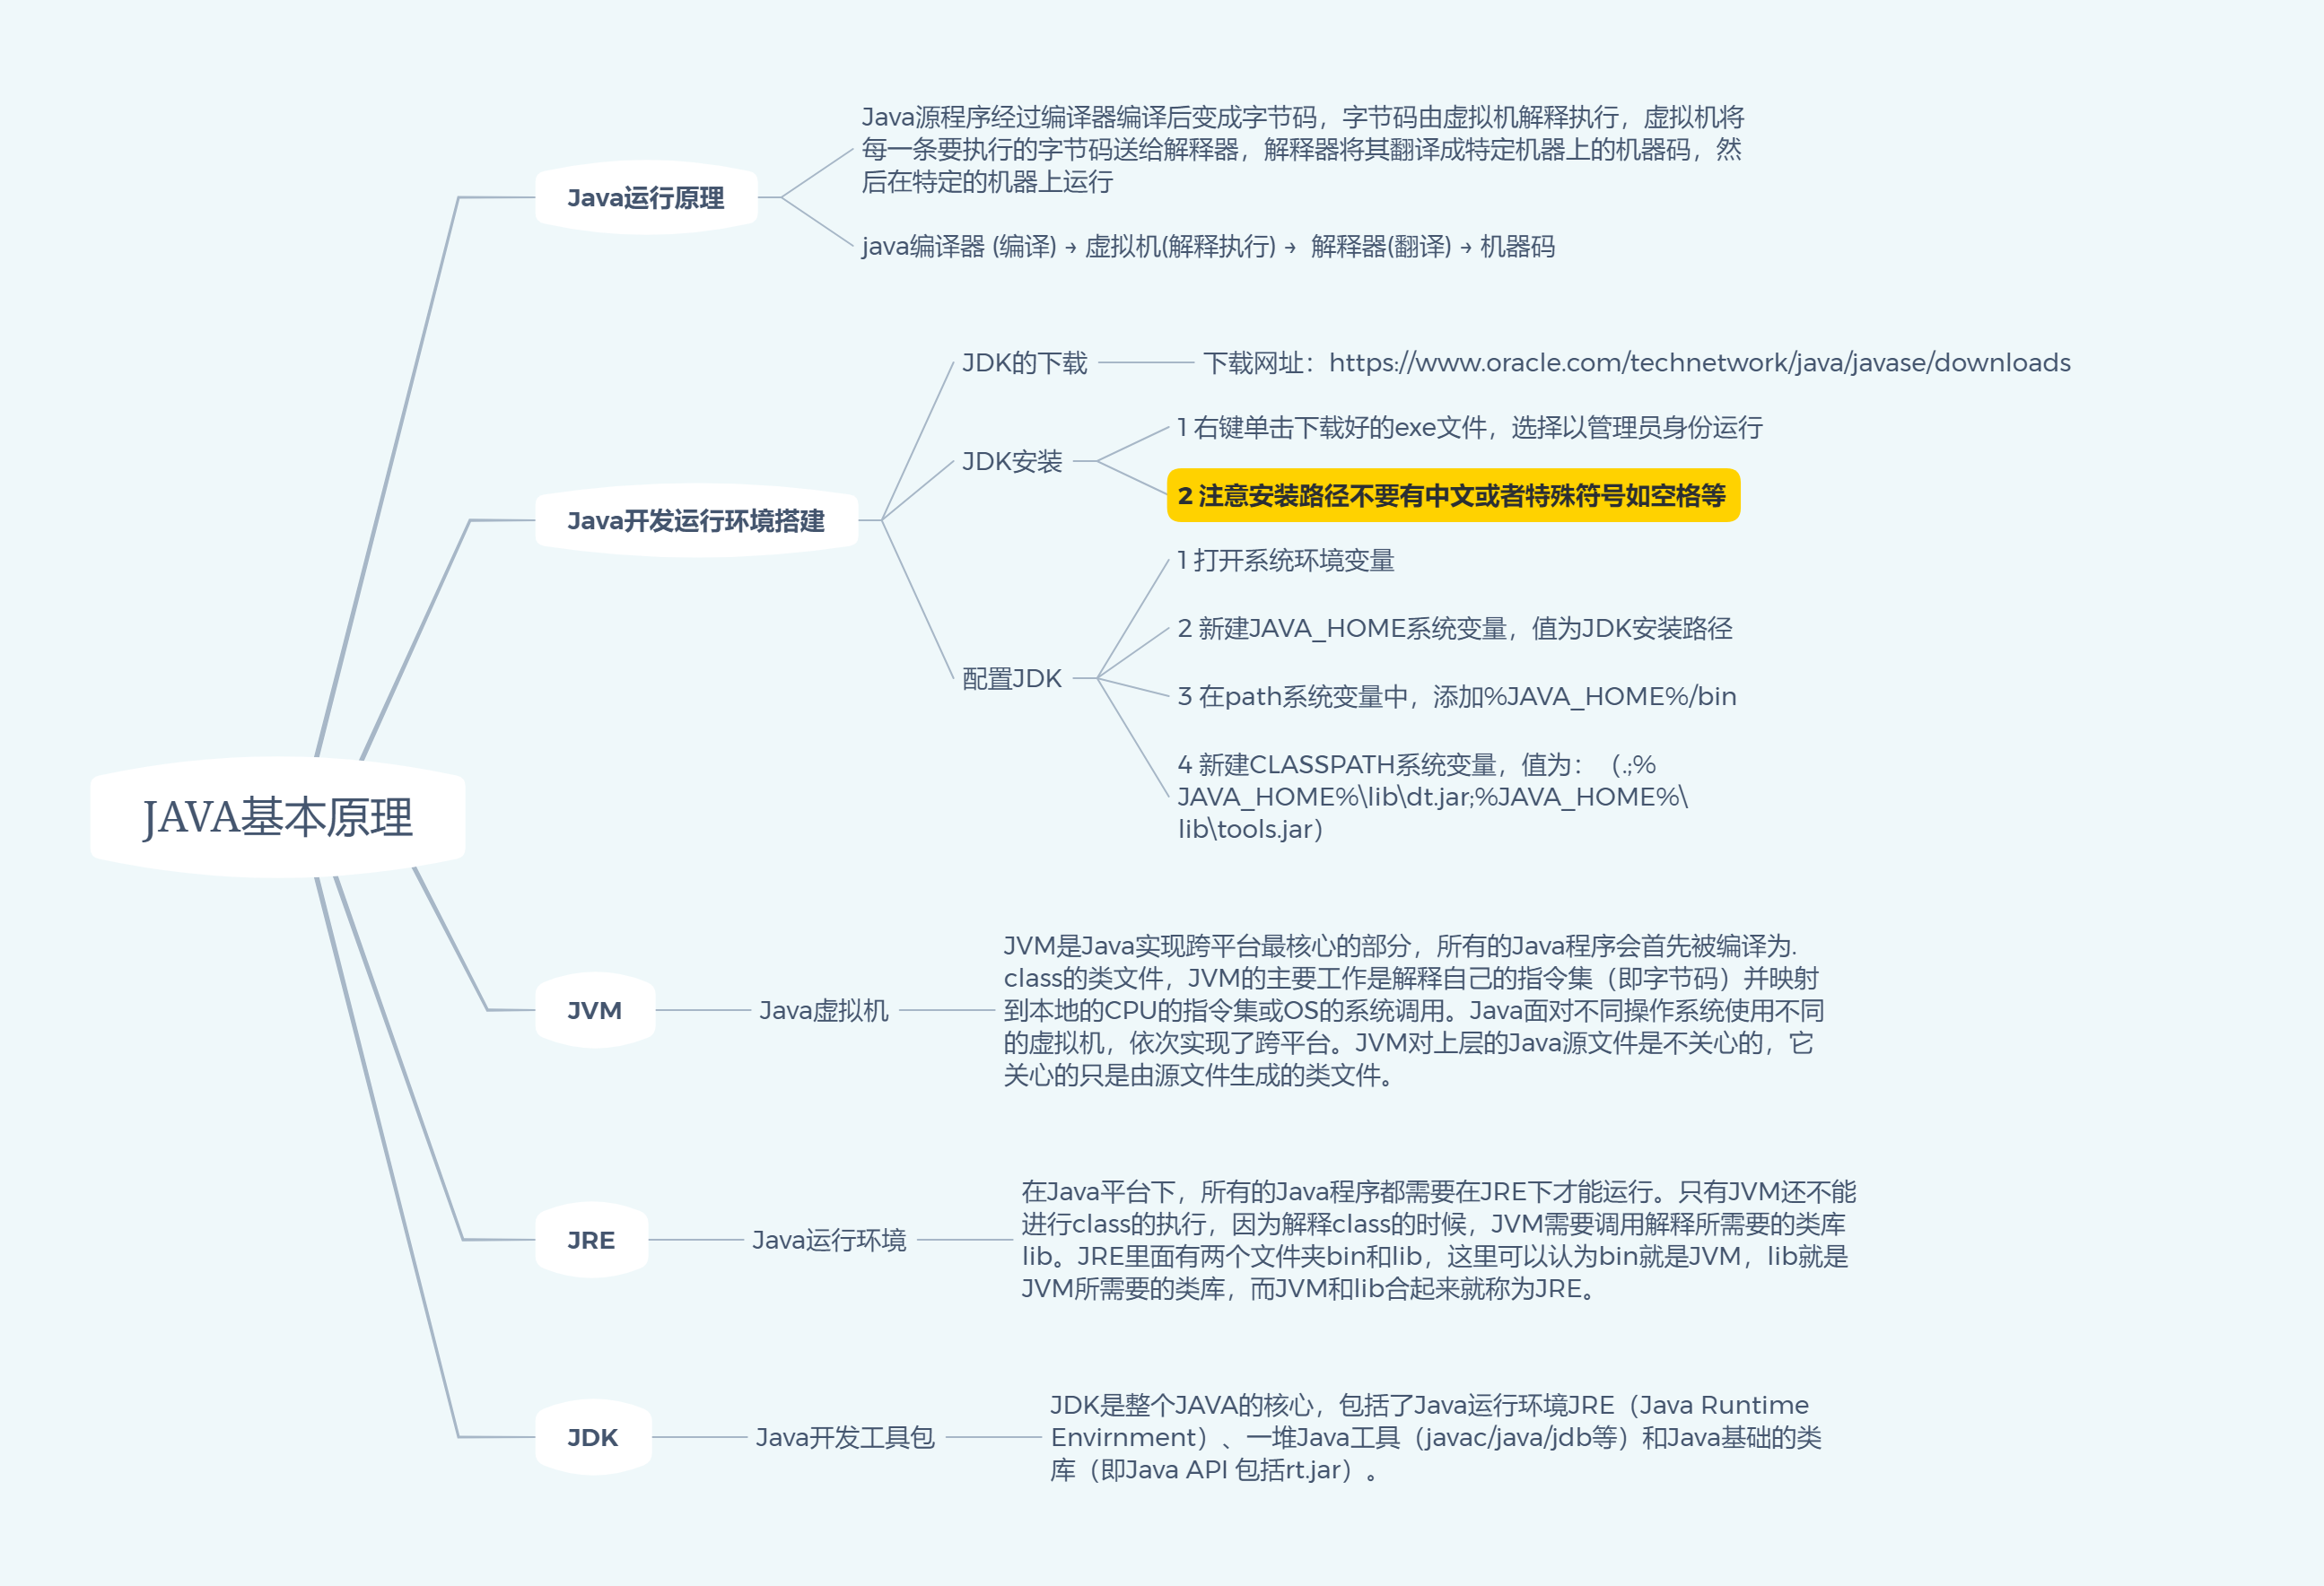 JAVA基本原理
Java运行原理
Java源程序经过编译器编译后变成字节码，字节码由虚拟机解释执行，虚拟机将
每一条要执行的字节码送给解释器，解释器将其翻译成特定机器上的机器码，然
后在特定的机器上运行
java编译器 (编译) → 虚拟机(解释执行) → 解释器(翻译) → 机器码
Java开发运行环境搭建
JDK的下载
下载网址：https://www.oracle.com/technetwork/java/javase/downloads
JDK安装
1 右键单击下载好的exe文件，选择以管理员身份运行
2 注意安装路径不要有中文或者特殊符号如空格等
配置JDK
1 打开系统环境变量
2 新建JAVA_HOME系统变量，值为JDK安装路径
3 在path系统变量中，添加%JAVA_HOME%/bin
4 新建CLASSPATH系统变量，值为：（.;%
JAVA_HOME%\lib\dt.jar;%JAVA_HOME%\
lib\tools.jar）
JVM
Java虚拟机
JVM是Java实现跨平台最核心的部分，所有的Java程序会首先被编译为.
class的类文件，JVM的主要工作是解释自己的指令集（即字节码）并映射
到本地的CPU的指令集或OS的系统调用。Java面对不同操作系统使用不同
的虚拟机，依次实现了跨平台。JVM对上层的Java源文件是不关心的，它
关心的只是由源文件生成的类文件。
JRE
Java运行环境
在Java平台下，所有的Java程序都需要在JRE下才能运行。只有JVM还不能
进行class的执行，因为解释class的时候，JVM需要调用解释所需要的类库
lib。JRE里面有两个文件夹bin和lib，这里可以认为bin就是JVM，lib就是
JVM所需要的类库，而JVM和lib合起来就称为JRE。
JDK
Java开发工具包
JDK是整个JAVA的核心，包括了Java运行环境JRE（Java Runtime
Envirnment）、一堆Java工具（javac/java/jdb等）和Java基础的类
库（即Java API 包括rt.jar）。